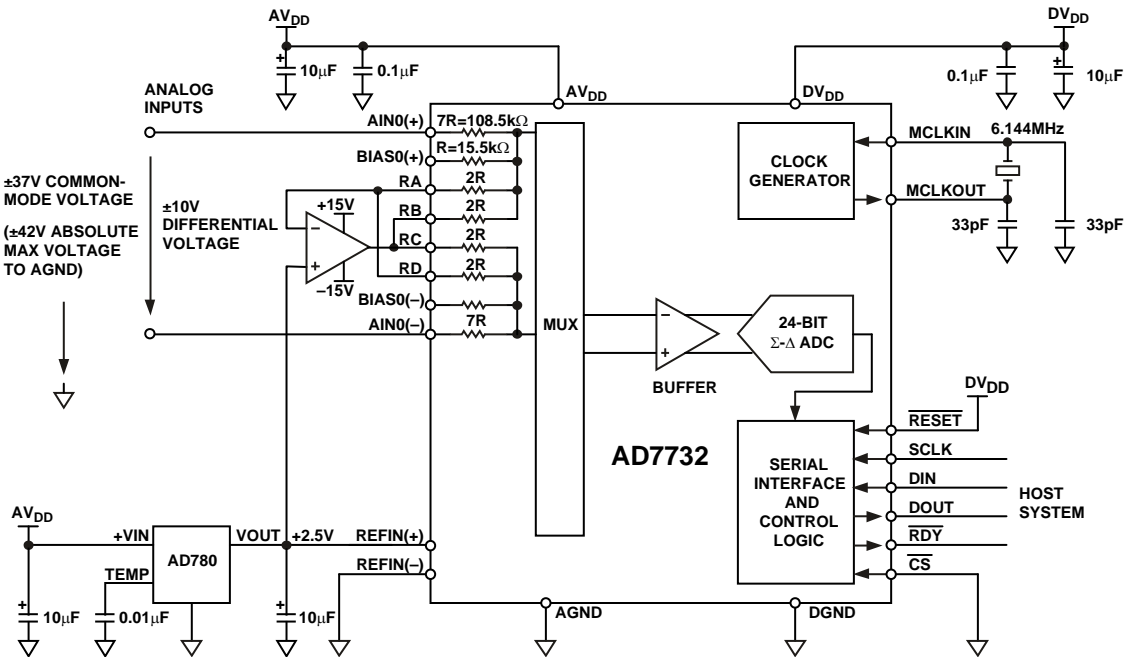 AVDD
10µF
0.1µF
DVDD
0.1µF
10µF
ANALOG
INPUTS
AVDD
DVDD
AIN0(+)
7R=108.5kΩ
BIAS0(+)
R=15.5kΩ
RA
2R
RB
2R
RC
2R
RD
2R
BIAS0(–)
AIN0(–)
7R
±37V COMMON-
MODE VOLTAGE
(±42V ABSOLUTE
MAX VOLTAGE
TO AGND)
±10V
DIFFERENTIAL
VOLTAGE
+15V
–
+
–15V
MUX
–
+
BUFFER
24-BIT
Σ-Δ ADC
CLOCK
GENERATOR
MCLKIN
6.144MHz
MCLKOUT
33pF
33pF
AD7732
SERIAL
INTERFACE
AND
CONTROL
LOGIC
DVDD
RESET
SCLK
DIN
DOUT
RDY
CS
HOST
SYSTEM
AVDD
+VIN
AD780
VOUT
+2.5V
REFIN(+)
TEMP
REFIN(–)
10µF
0.01µF
10µF
AGND
DGND